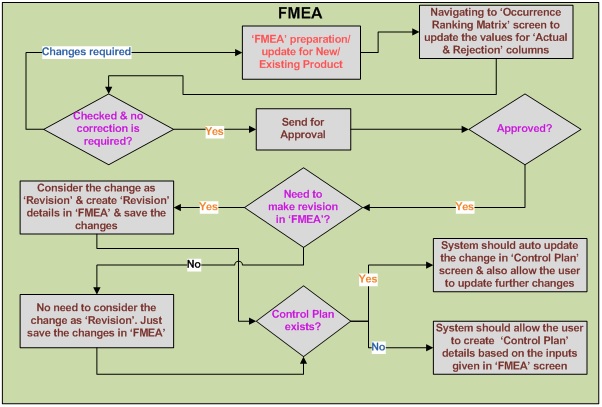 FMEA
Changes required
‘FMEA’ preparation/
update for New/
Existing Product
Navigating to ‘Occurrence
Ranking Matrix’ screen to
update the values for ‘Actual
& Rejection’ columns
Checked & no
correction is
required?
Yes
Send for
Approval
Approved?
Yes
Need to
make revision
in ‘FMEA’?
Yes
Consider the change as
‘Revision’ & create ‘Revision’
details in ‘FMEA’ & save the
changes
No
No need to consider the
change as ‘Revision’. Just
save the changes in ‘FMEA’
Control Plan
exists?
Yes
System should auto update
the change in ‘Control Plan’
screen & also allow the user
to update further changes
No
System should allow the user
to create ‘Control Plan’
details based on the inputs
given in ‘FMEA’ screen